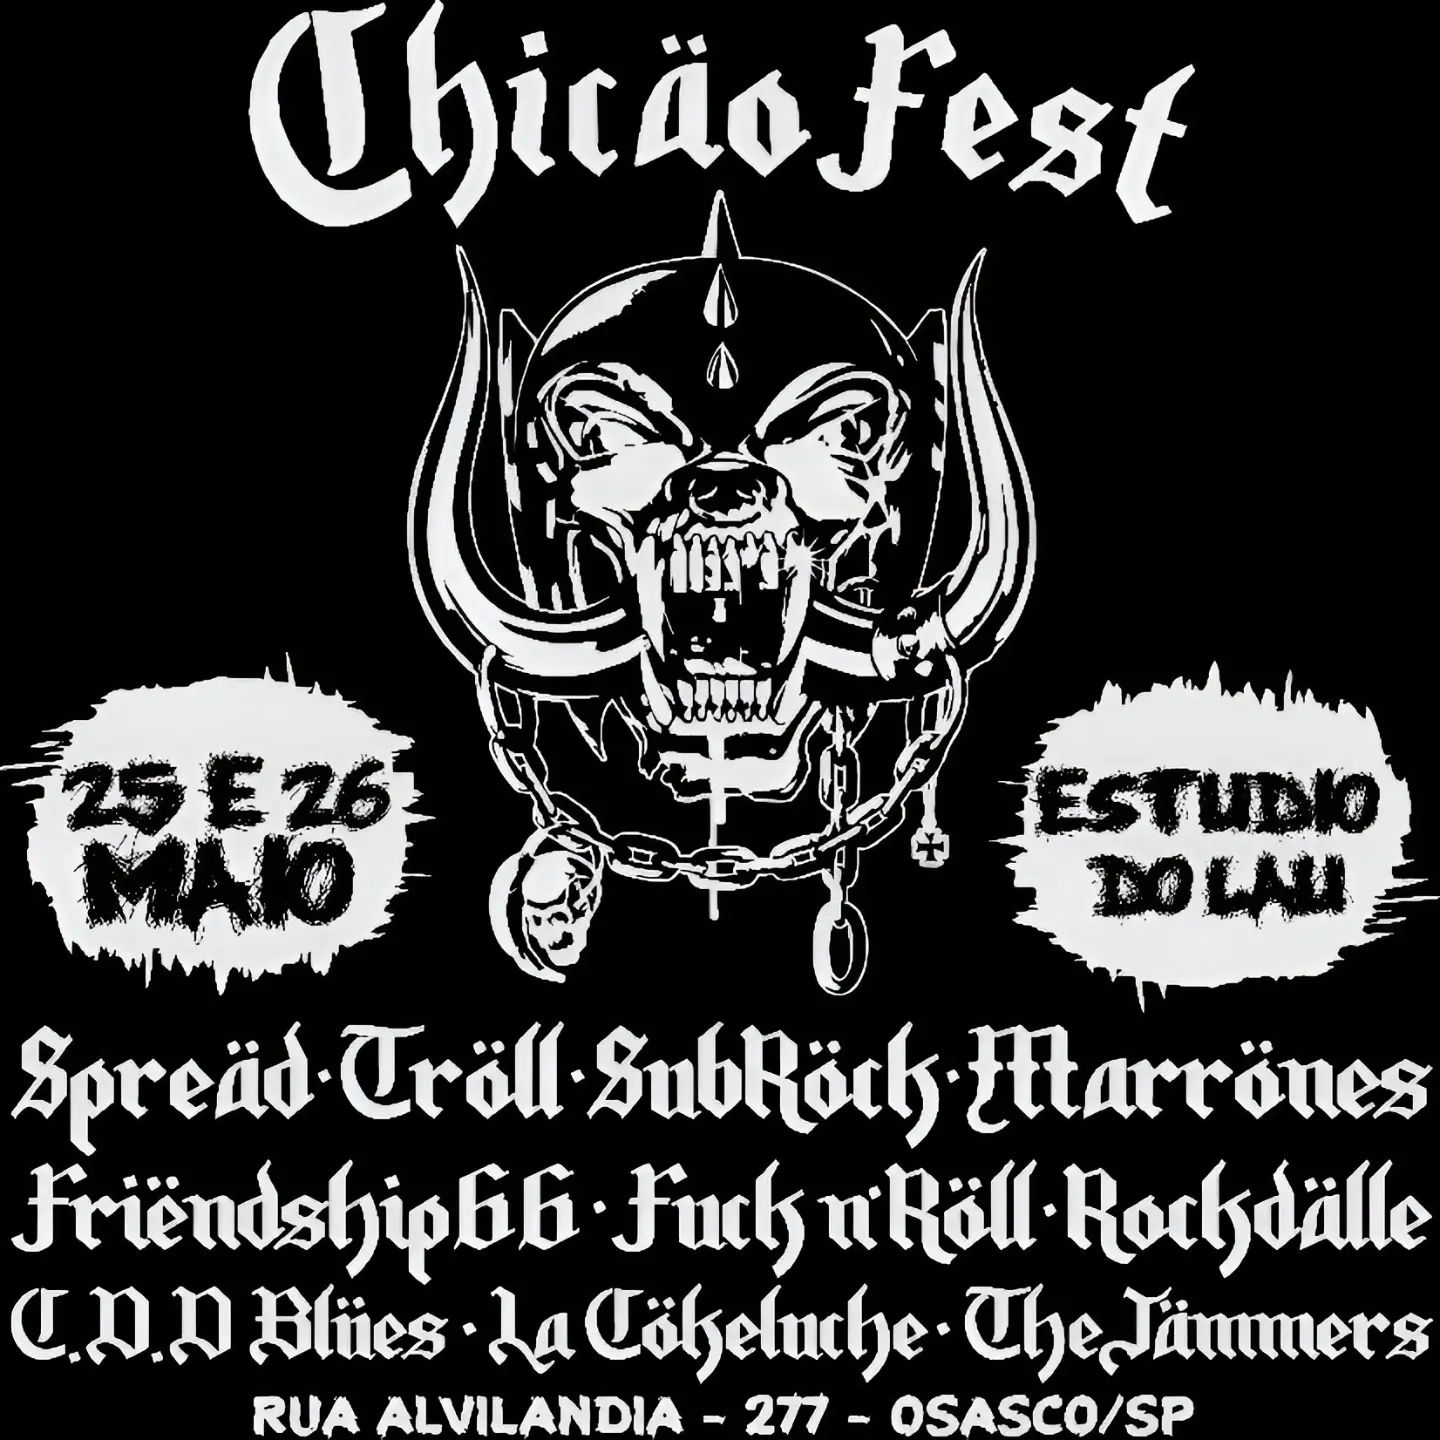 Chicäo Fest
25 E 26
MAIO
ESTUDIO
DO LAU
Spreäd · Tröll · SubRöck · Marrönes
Friëndship66 · Fuck n' Röll · Rockdälle
C.D.D Blües · La Cökeluche · The Jämmers
RUA ALVILANDIA - 277 - OSASCO/SP